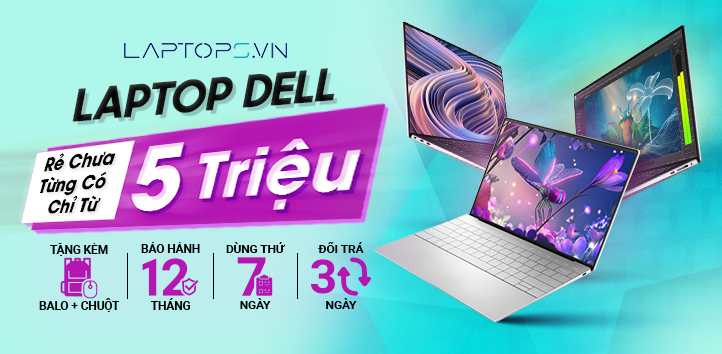 LAPTOPS.VN
LAPTOP DELL
Rẻ Chưa
Từng Có
Chỉ Từ
5 Triệu
TẶNG KÈM
BALO + CHUỘT
BẢO HÀNH
12
THÁNG
DÙNG THỬ
7
NGÀY
ĐỔI TRẢ
3
NGÀY